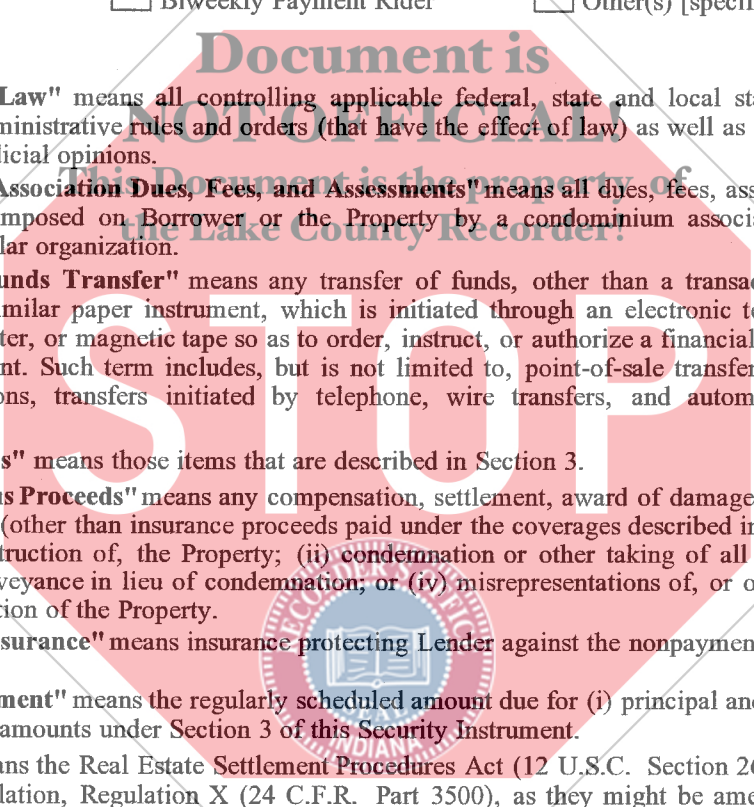 Biweekly Payment Rider Other(s) [specif
Document is
Law" means all controlling applicable federal, state and local sta
ministrative rules and orders (that have the effect of law) as well as
NOT OFFICIAL!
dicial opinions.
This Document is the property of
Association Dues, Fees, and Assessments" means all dues, fees, ass
mposed on Borrower or the Property by a condominium associ
the Lake County Recorder!
lar organization.
unds Transfer" means any transfer of funds, other than a transac
milar paper instrument, which is initiated through an electronic te
ter, or magnetic tape so as to order, instruct, or authorize a financial
nt. Such term includes, but is not limited to, point-of-sale transfer
ons, transfers initiated by telephone, wire transfers, and autom
STOP
s" means those items that are described in Section 3.
us Proceeds" means any compensation, settlement, award of damage
(other than insurance proceeds paid under the coverages described in
truction of, the Property; (ii) condemnation or other taking of all
veyance in lieu of condemnation; or (iv) misrepresentations of, or o
tion of the Property.
RECORDER'S OFFICE
surance" means insurance protecting Lender against the nonpaymen
SEAL
ment" means the regularly scheduled amount due for (i) principal and
amounts under Section 3 of this Security Instrument.
INDIANA
ans the Real Estate Settlement Procedures Act (12 U.S.C. Section 26
lation, Regulation X (24 C.F.R. Part 3500), as they might be am